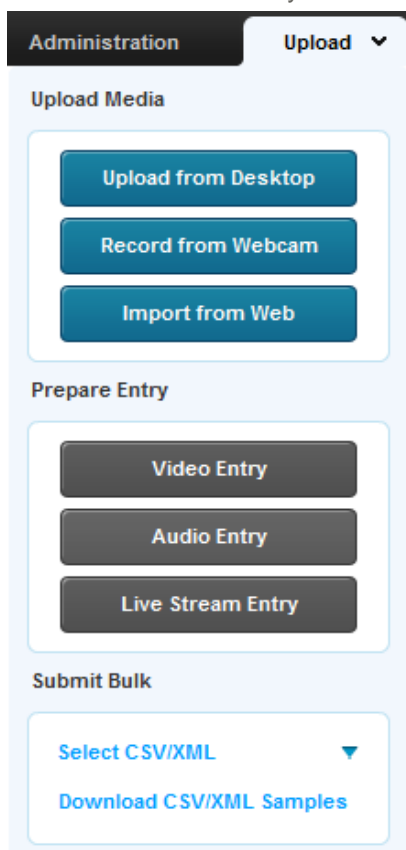 Administration
Upload
Upload Media
Upload from Desktop
Record from Webcam
Import from Web
Prepare Entry
Video Entry
Audio Entry
Live Stream Entry
Submit Bulk
Select CSV/XML
Download CSV/XML Samples